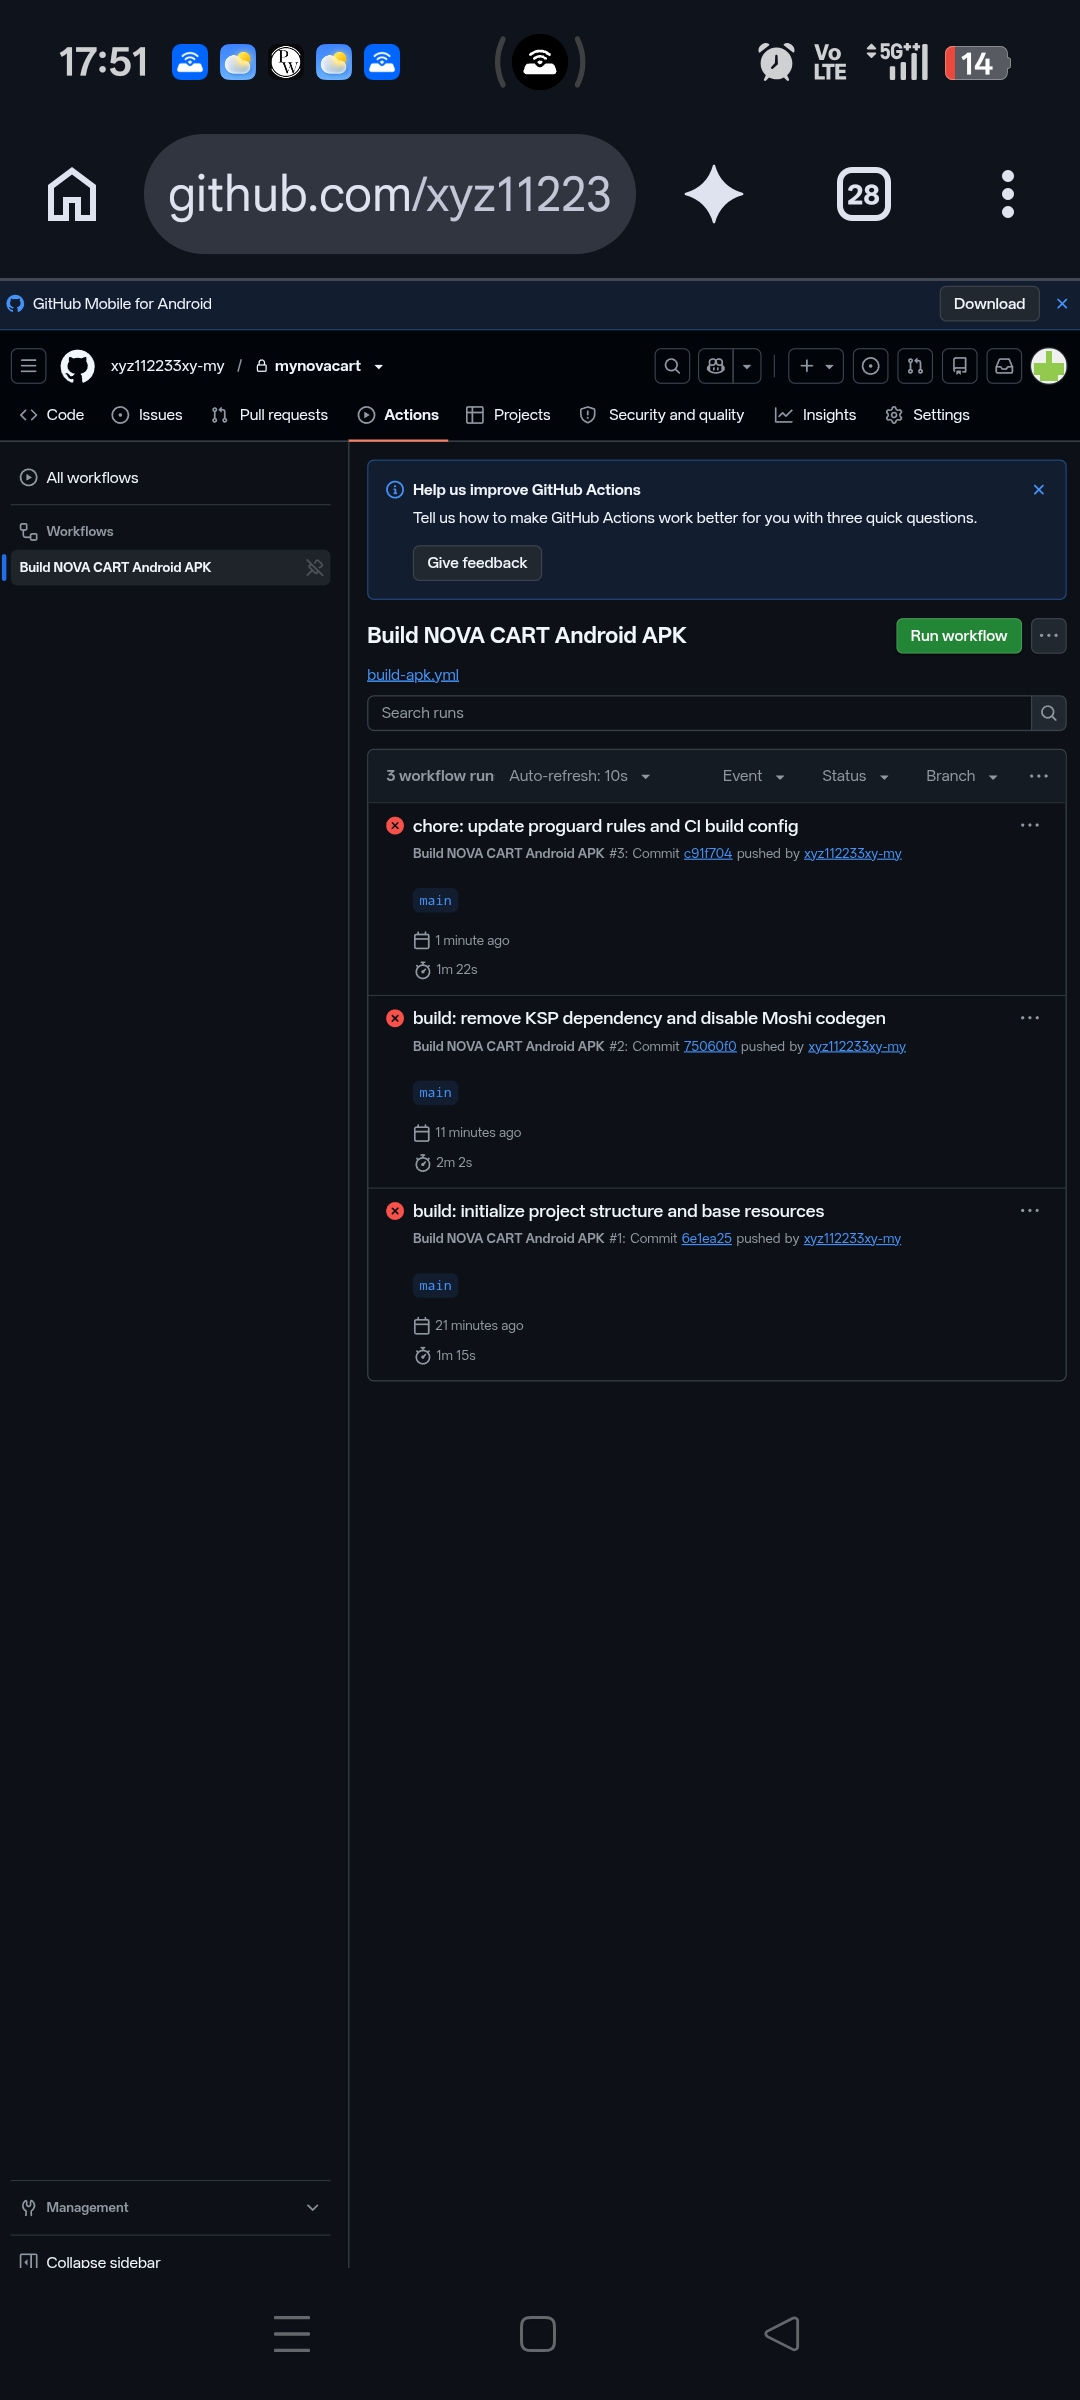 17:51
Vo
LTE
5G++
14
github.com/xyz11223
28
GitHub Mobile for Android
Download
xyz112233xy-my / mynovacart
Code
Issues
Pull requests
Actions
Projects
Security and quality
Insights
Settings
All workflows
Workflows
Build NOVA CART Android APK
Help us improve GitHub Actions
Tell us how to make GitHub Actions work better for you with three quick questions.
Give feedback
Build NOVA CART Android APK
Run workflow
build-apk.yml
Search runs
3 workflow run
Auto-refresh: 10s
Event
Status
Branch
chore: update proguard rules and CI build config
Build NOVA CART Android APK #3: Commit c91f704 pushed by xyz112233xy-my
main
1 minute ago
1m 22s
build: remove KSP dependency and disable Moshi codegen
Build NOVA CART Android APK #2: Commit 75060f0 pushed by xyz112233xy-my
main
11 minutes ago
2m 2s
build: initialize project structure and base resources
Build NOVA CART Android APK #1: Commit 6e1ea25 pushed by xyz112233xy-my
main
21 minutes ago
1m 15s
Management
Collapse sidebar